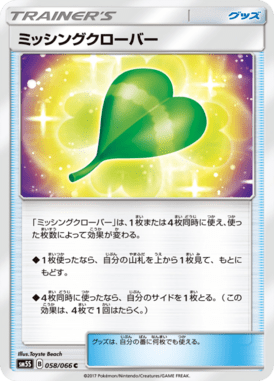 TRAINER'S
グッズ
ミッシングクローバー
「ミッシングクローバー」は、1枚または4枚同時に使え、使った枚数によって効果が変わる。
◆1枚使ったなら、自分の山札を上から1枚見て、もとにもどす。
◆4枚同時に使ったなら、自分のサイドを1枚とる。（この効果は、4枚で1回はたらく。）
Illus. Toyste Beach
SM5S 058/066 C
グッズは、自分の番に何枚でも使える。
©2017 Pokémon/Nintendo/Creatures/GAME FREAK.